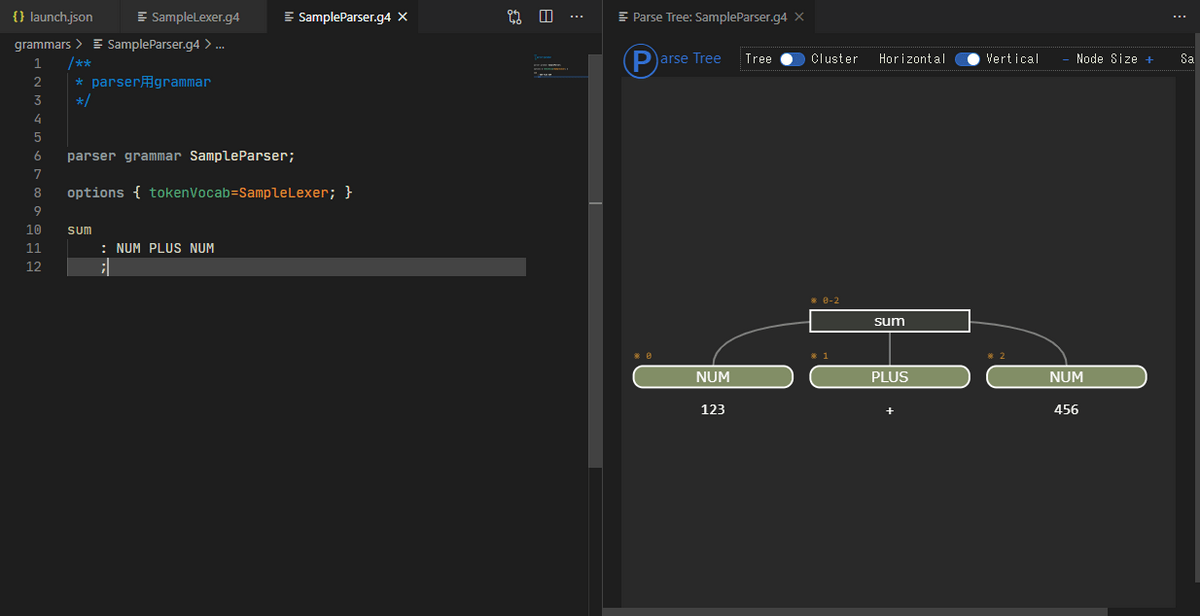 {} launch.json SampleLexer.g4 SampleParser.g4 ×
grammars > SampleParser.g4 > ...
1 /**
2 * parser用grammar
3 */
4
5
6 parser grammar SampleParser;
7
8 options { tokenVocab=SampleLexer; }
9
10 sum
11 : NUM PLUS NUM
12 ;
Parse Tree: SampleParser.g4 ×
Parse Tree Tree Cluster Horizontal Vertical - Node Size + Sa
※ 0-2
sum
※ 0 ※ 1 ※ 2
NUM PLUS NUM
123 + 456